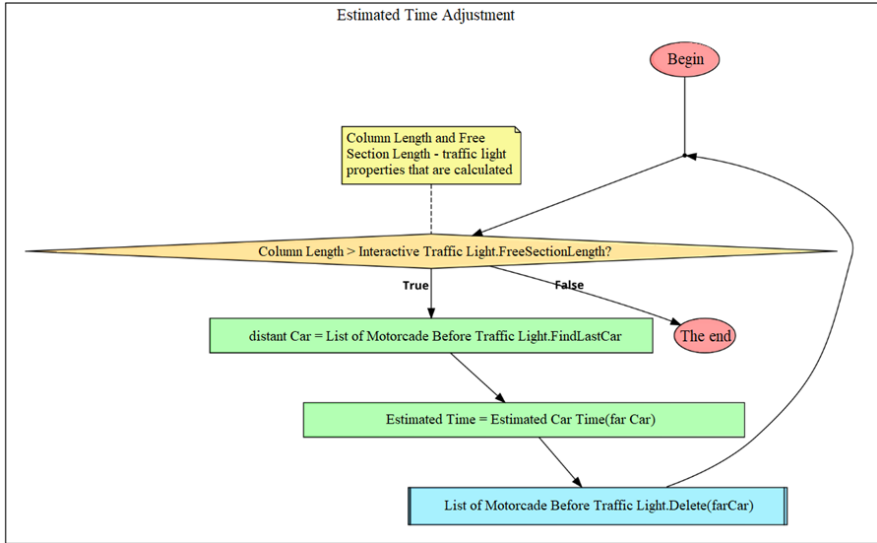 Estimated Time Adjustment
Begin
Column Length and Free
Section Length - traffic light
properties that are calculated
Column Length > Interactive Traffic Light.FreeSectionLength?
True
False
distant Car = List of Motorcade Before Traffic Light.FindLastCar
The end
Estimated Time = Estimated Car Time(far Car)
List of Motorcade Before Traffic Light.Delete(farCar)